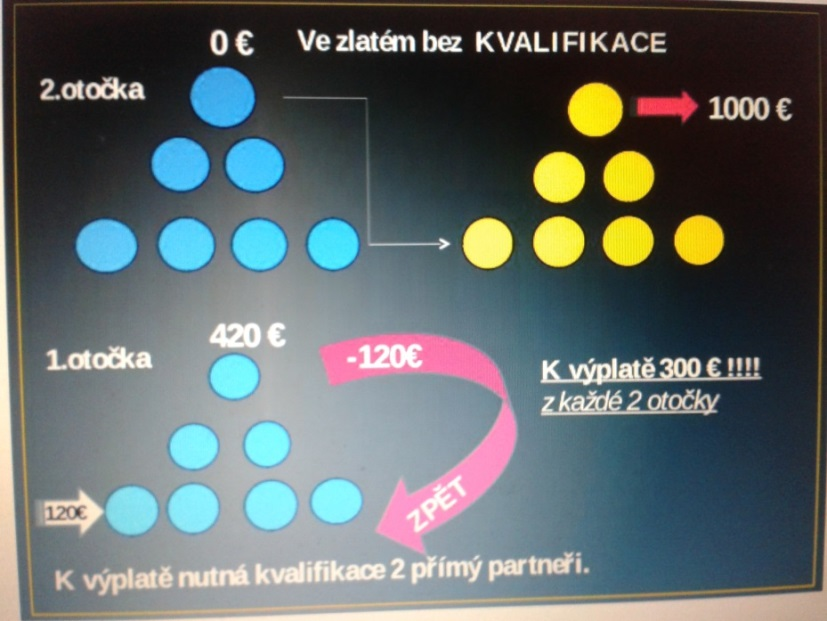 0 €
Ve zlatém bez KVALIFIKACE
2.otočka
1000 €
420 €
1.otočka
-120€
K výplatě 300 € !!!!
z každé 2 otočky
120€
ZPĚT
K výplatě nutná kvalifikace 2 přímý partneři.